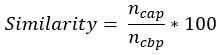 Similarity = n_cap / n_cbp * 100